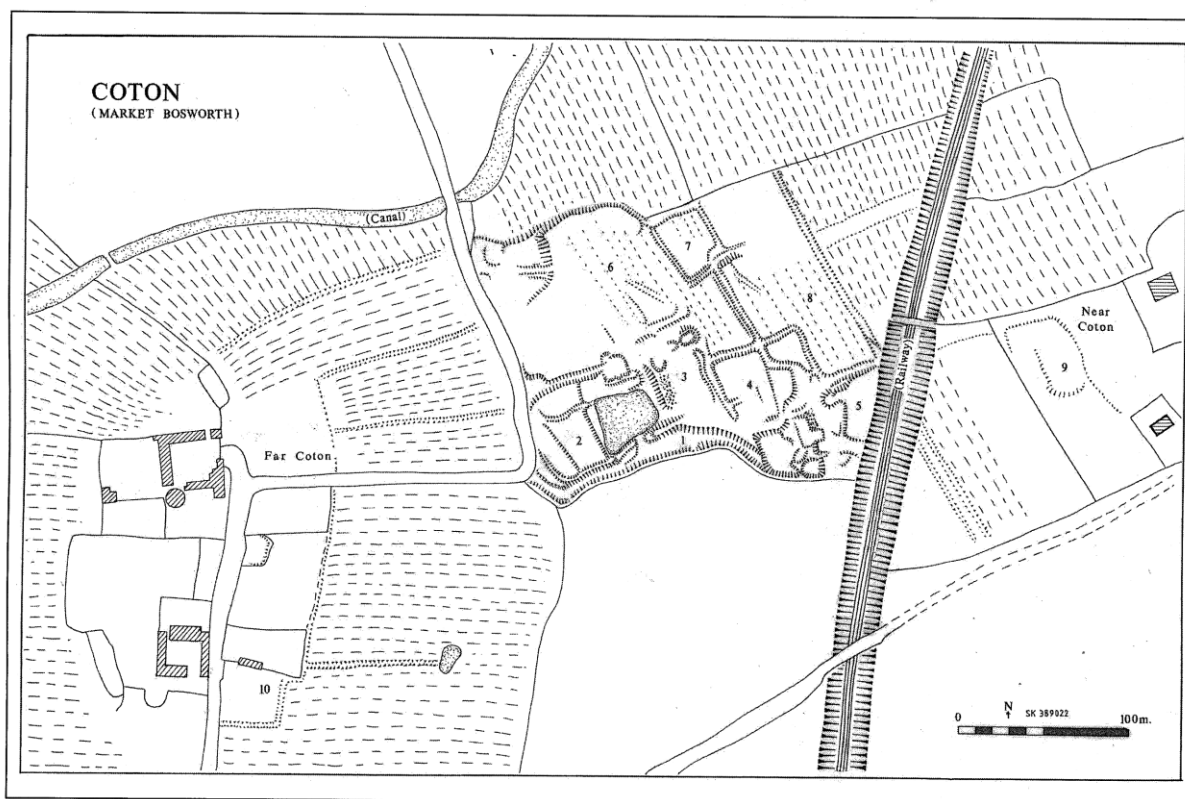 COTON
(MARKET BOSWORTH)
(Canal)
7
6
8
Near
Coton
(Railway)
9
3
4
5
2
1
Far Coton
10
N
SK 389022
0
100m.